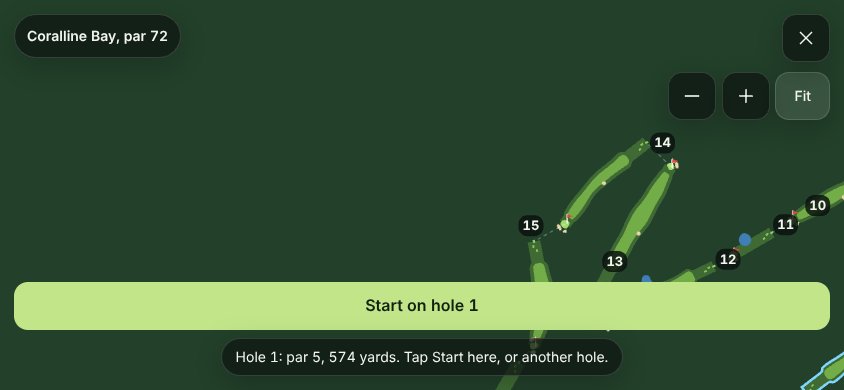 Coralline Bay, par 72
Fit
14
10
15
11
12
13
Start on hole 1
Hole 1: par 5, 574 yards. Tap Start here, or another hole.